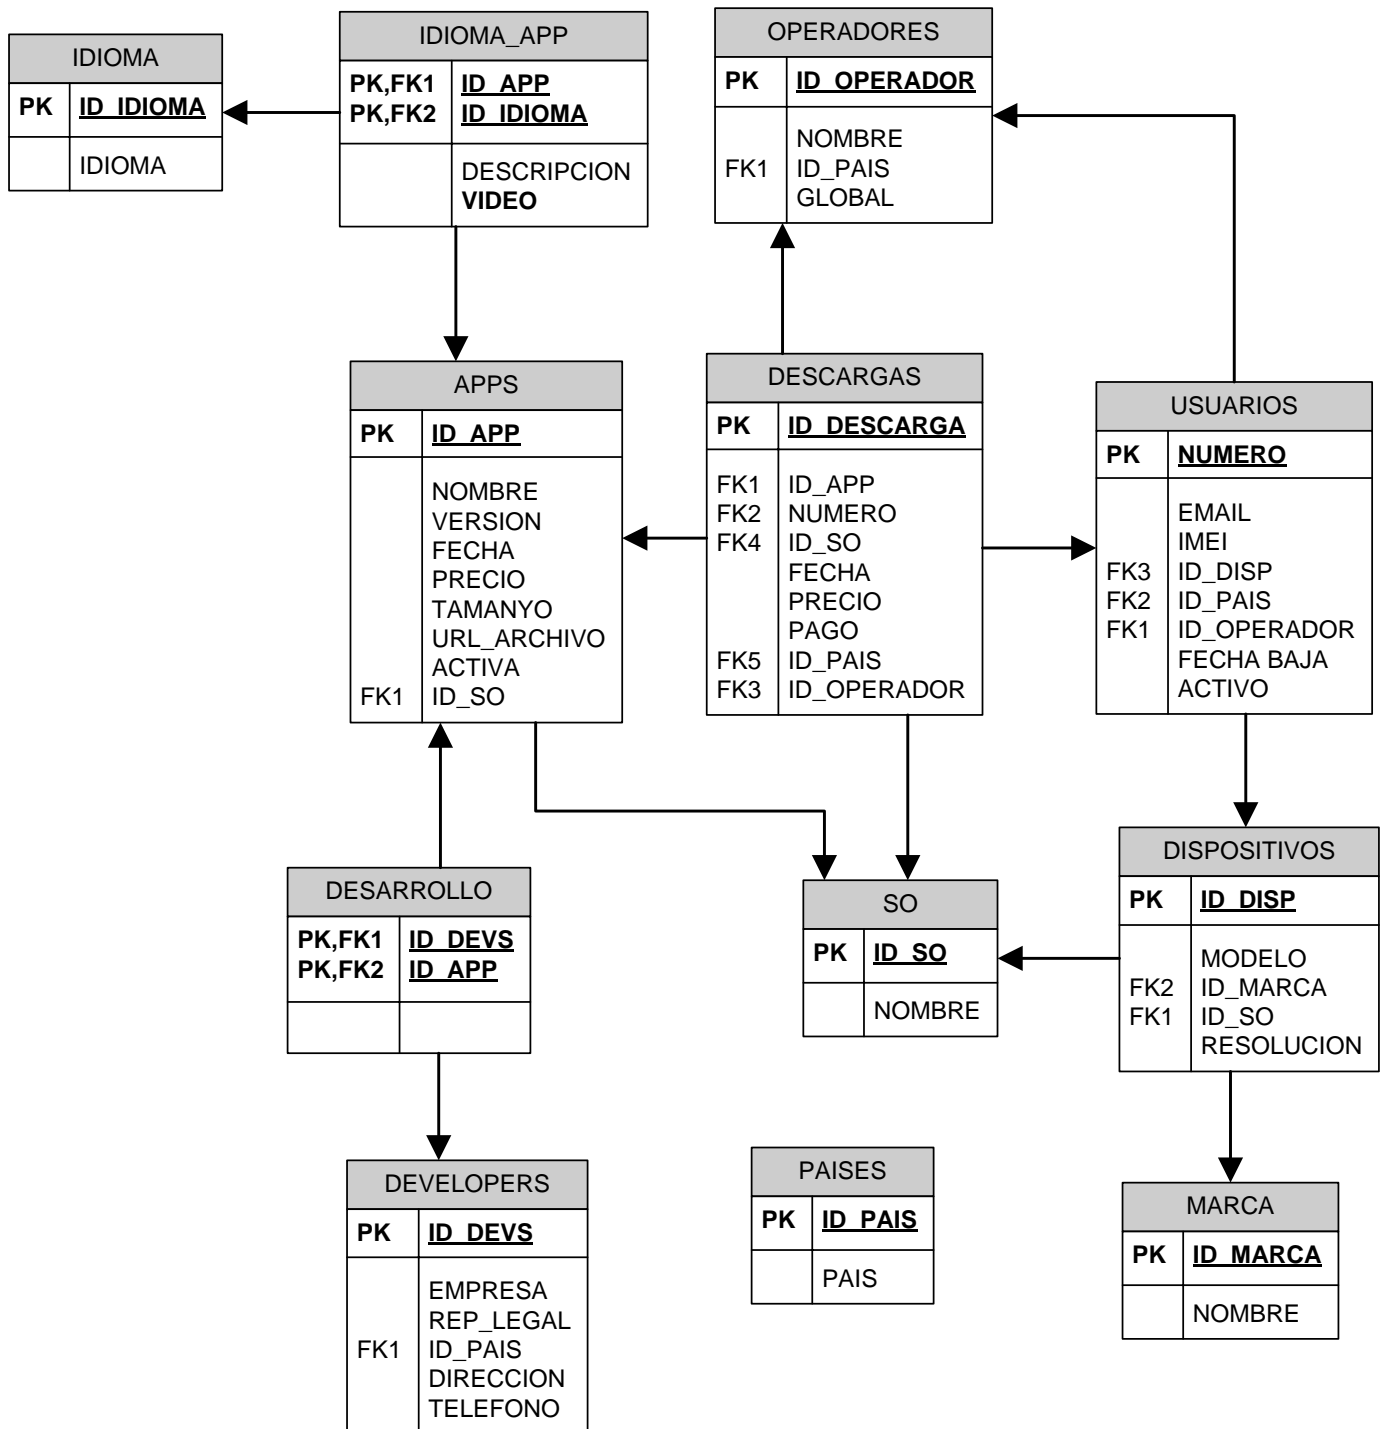 IDIOMA
PK ID_IDIOMA
IDIOMA
IDIOMA_APP
PK,FK1 ID_APP
PK,FK2 ID_IDIOMA
DESCRIPCION
VIDEO
OPERADORES
PK ID_OPERADOR
NOMBRE
FK1 ID_PAIS
GLOBAL
APPS
PK ID_APP
NOMBRE
VERSION
FECHA
PRECIO
TAMANYO
URL_ARCHIVO
ACTIVA
FK1 ID_SO
DESCARGAS
PK ID_DESCARGA
FK1 ID_APP
FK2 NUMERO
FK4 ID_SO
FECHA
PRECIO
PAGO
FK5 ID_PAIS
FK3 ID_OPERADOR
USUARIOS
PK NUMERO
EMAIL
IMEI
FK3 ID_DISP
FK2 ID_PAIS
FK1 ID_OPERADOR
FECHA BAJA
ACTIVO
DESARROLLO
PK,FK1 ID_DEVS
PK,FK2 ID_APP
SO
PK ID_SO
NOMBRE
DISPOSITIVOS
PK ID_DISP
MODELO
FK2 ID_MARCA
FK1 ID_SO
RESOLUCION
DEVELOPERS
PK ID_DEVS
EMPRESA
REP_LEGAL
FK1 ID_PAIS
DIRECCION
TELEFONO
PAISES
PK ID_PAIS
PAIS
MARCA
PK ID_MARCA
NOMBRE